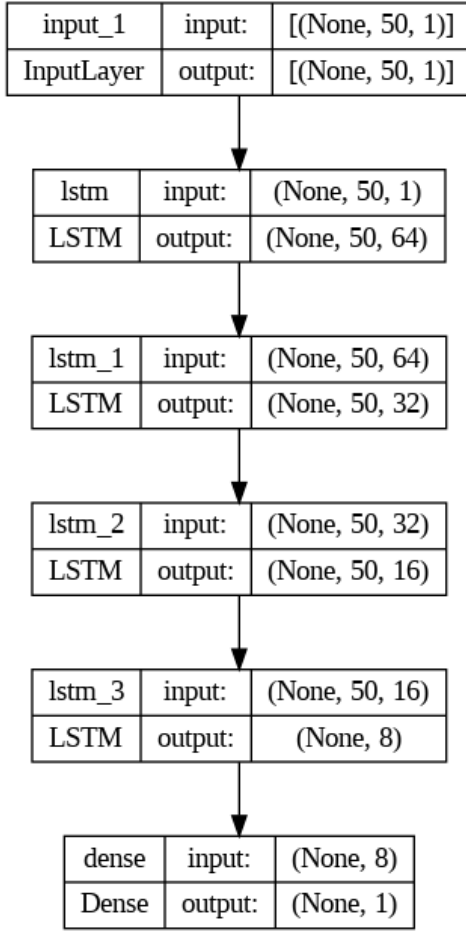 input_1 input: [(None, 50, 1)]
InputLayer output: [(None, 50, 1)]
lstm input: (None, 50, 1)
LSTM output: (None, 50, 64)
lstm_1 input: (None, 50, 64)
LSTM output: (None, 50, 32)
lstm_2 input: (None, 50, 32)
LSTM output: (None, 50, 16)
lstm_3 input: (None, 50, 16)
LSTM output: (None, 8)
dense input: (None, 8)
Dense output: (None, 1)